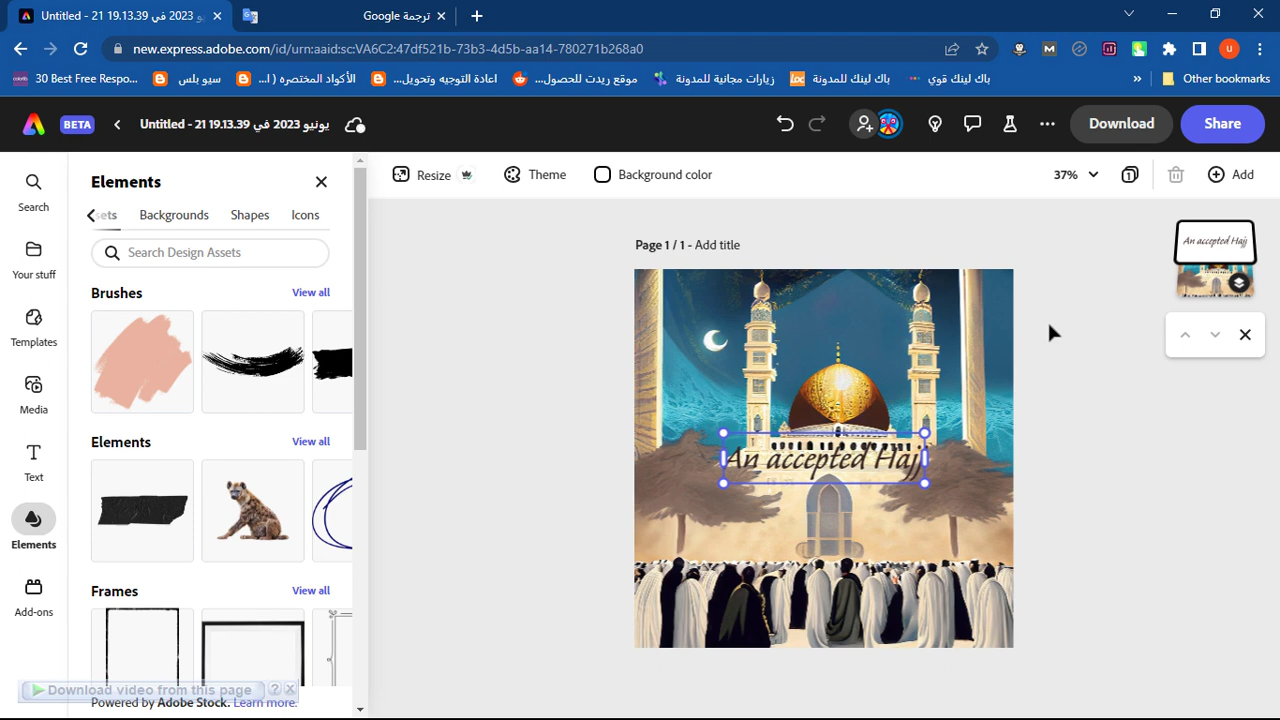 Untitled - يونيو 2023 في 19.13.39 21
ترجمة Google
new.express.adobe.com/id/urn:aaid:sc:VA6C2:47df521b-73b3-4d5b-aa14-780271b268a0
30 Best Free Respo...
سيو بلس
الأكواد المختصره ( ا...
اعادة التوجيه وتحويل...
موقع ريدت للحصول...
زيارات مجانية للمدونة
باك لينك للمدونة
باك لينك قوي
»
Other bookmarks
BETA
Untitled - يونيو 2023 في 19.13.39 21
Download
Share
Search
Your stuff
Templates
Media
Text
Elements
Add-ons
Elements
sets
Backgrounds
Shapes
Icons
Search Design Assets
Brushes
View all
Elements
View all
Frames
View all
Download video from this page ? X
Powered by Adobe Stock. Learn more.
Resize
Theme
Background color
37%
1
Add
Page 1 / 1 - Add title
An accepted Hajj
An accepted Hajj